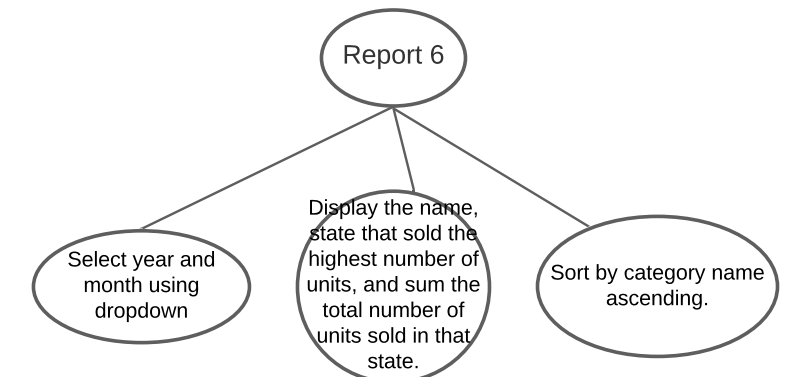 Report 6
Select year and
month using
dropdown
Display the name,
state that sold the
highest number of
units, and sum the
total number of
units sold in that
state.
Sort by category name
ascending.